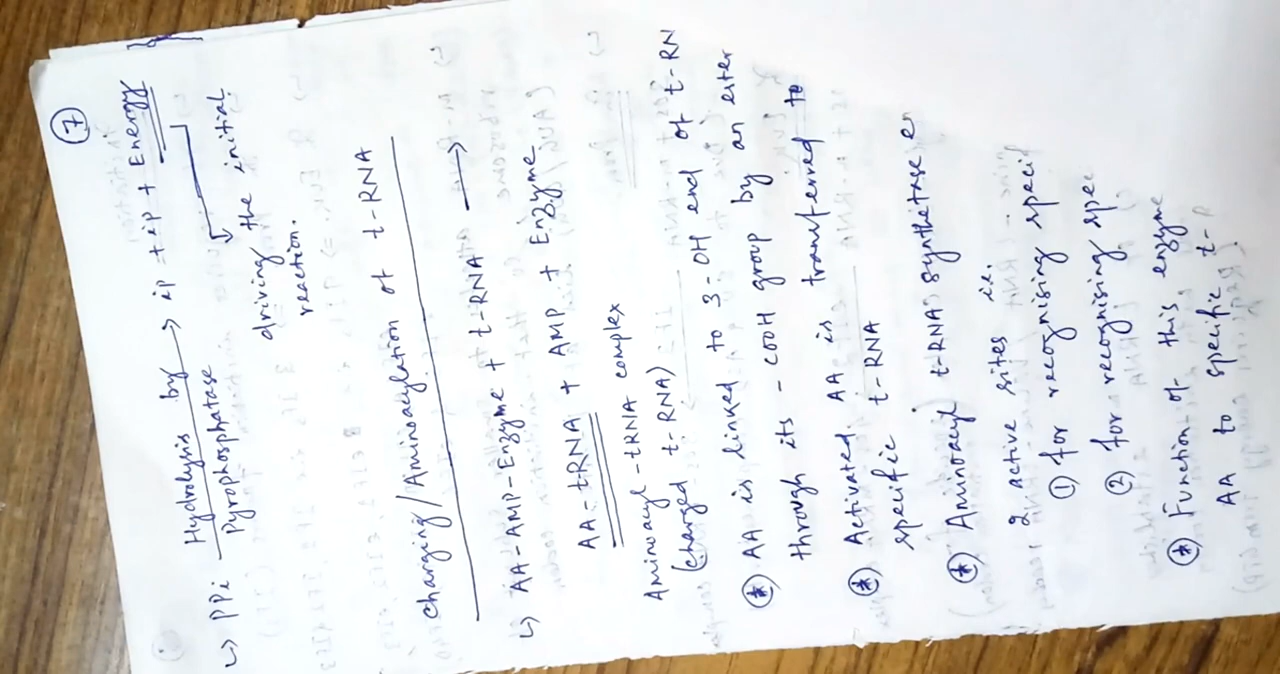 7
↳ PPi Hydrolysis by Pyrophosphatase → iP + iP + Energy
driving the initial
reaction.
Charging/Aminoacylation of t-RNA
↳ AA-AMP-Enzyme + t-RNA →
AA-tRNA + AMP + Enzyme
Aminoacyl-tRNA complex
(charged t-RNA)
* AA is linked to 3-OH end of t-RN
through its -COOH group by an ester
* Activated AA is transferred to
specific t-RNA
* Aminoacyl t-RNA synthetase e
2 active sites i.e.
① for recognising specif
② for recognising spec
* Function of this enzyme
AA to specific t-